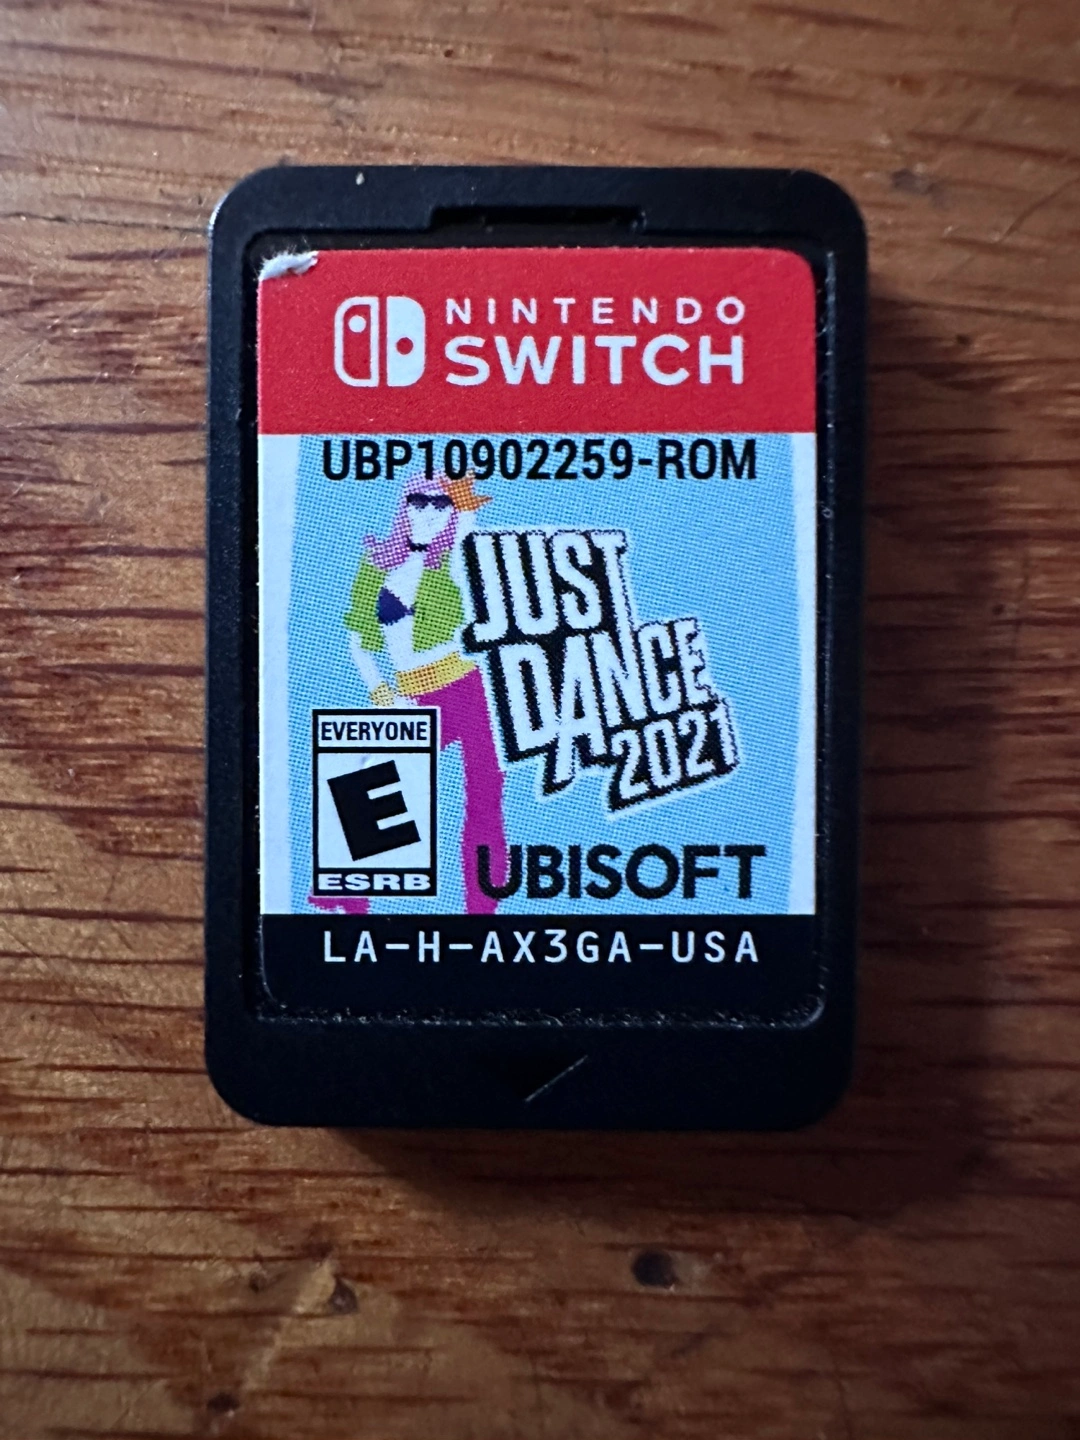 NINTENDO
SWITCH
UBP10902259-ROM
JUST
DANCE
2021
EVERYONE
E
ESRB
UBISOFT
LA-H-AX3GA-USA